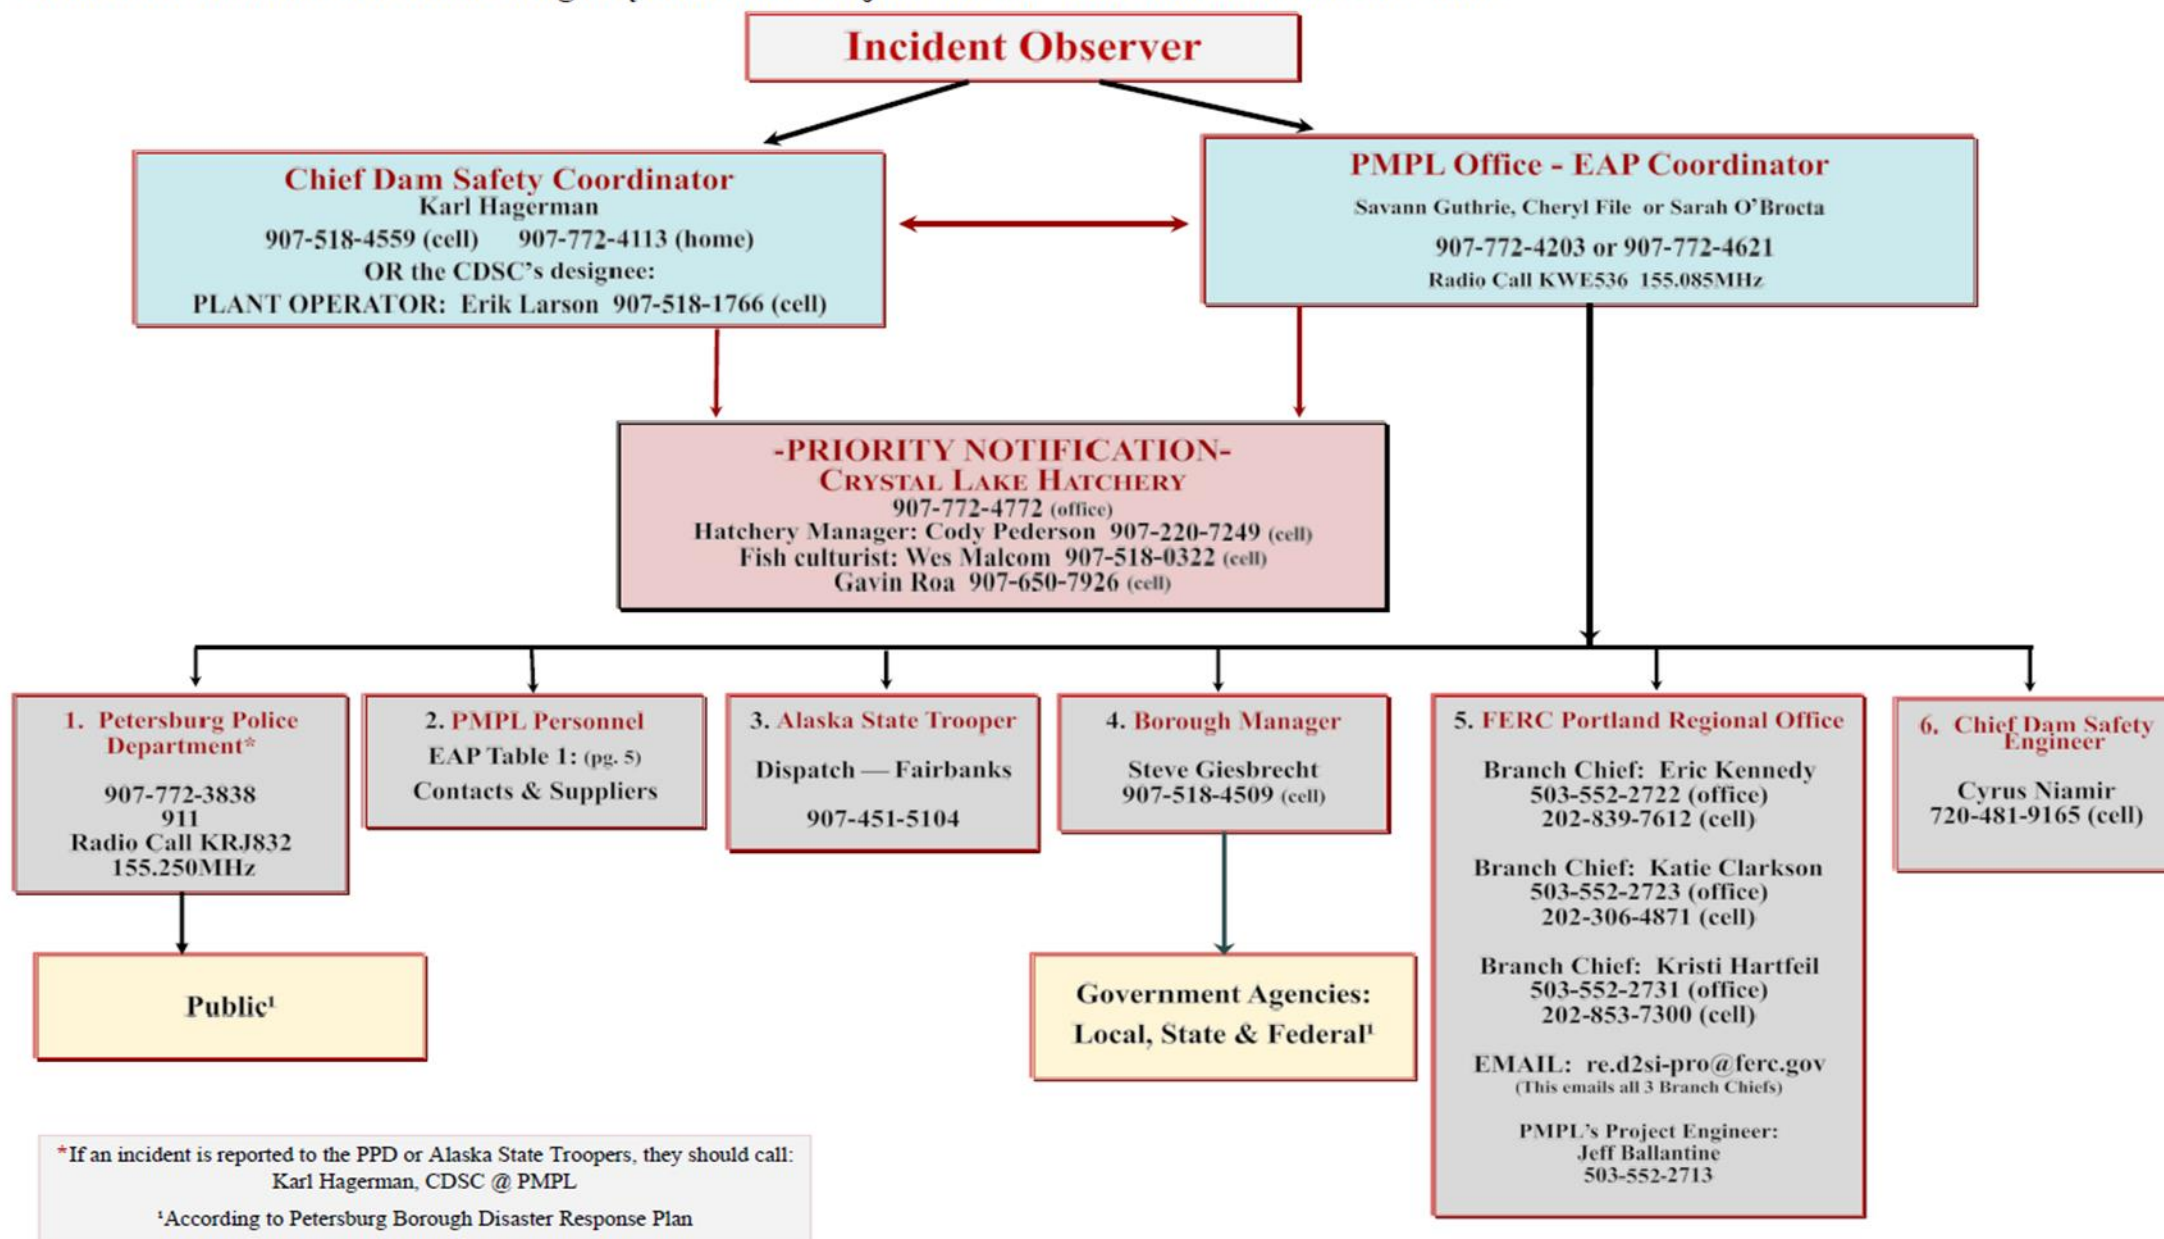 Incident Observer
Chief Dam Safety Coordinator
Karl Hagerman
907-518-4559 (cell) 907-772-4113 (home)
OR the CDSC's designee:
PLANT OPERATOR: Erik Larson 907-518-1766 (cell)
PMPL Office - EAP Coordinator
Savann Guthrie, Cheryl File or Sarah O'Brocta
907-772-4203 or 907-772-4621
Radio Call KWE536 155.085MHz
-PRIORITY NOTIFICATION-
CRYSTAL LAKE HATCHERY
907-772-4772 (office)
Hatchery Manager: Cody Pederson 907-220-7249 (cell)
Fish culturist: Wes Malcom 907-518-0322 (cell)
Gavin Roa 907-650-7926 (cell)
1. Petersburg Police
Department*
907-772-3838
911
Radio Call KRJ832
155.250MHz
2. PMPL Personnel
EAP Table 1: (pg. 5)
Contacts & Suppliers
3. Alaska State Trooper
Dispatch — Fairbanks
907-451-5104
4. Borough Manager
Steve Giesbrecht
907-518-4509 (cell)
5. FERC Portland Regional Office
Branch Chief: Eric Kennedy
503-552-2722 (office)
202-839-7612 (cell)
Branch Chief: Katie Clarkson
503-552-2723 (office)
202-306-4871 (cell)
Branch Chief: Kristi Hartfeil
503-552-2731 (office)
202-853-7300 (cell)
EMAIL: re.d2si-pro@ferc.gov
(This emails all 3 Branch Chiefs)
PMPL's Project Engineer:
Jeff Ballantine
503-552-2713
6. Chief Dam Safety
Engineer
Cyrus Niamir
720-481-9165 (cell)
Public¹
Government Agencies:
Local, State & Federal¹
*If an incident is reported to the PPD or Alaska State Troopers, they should call:
Karl Hagerman, CDSC @ PMPL
¹According to Petersburg Borough Disaster Response Plan